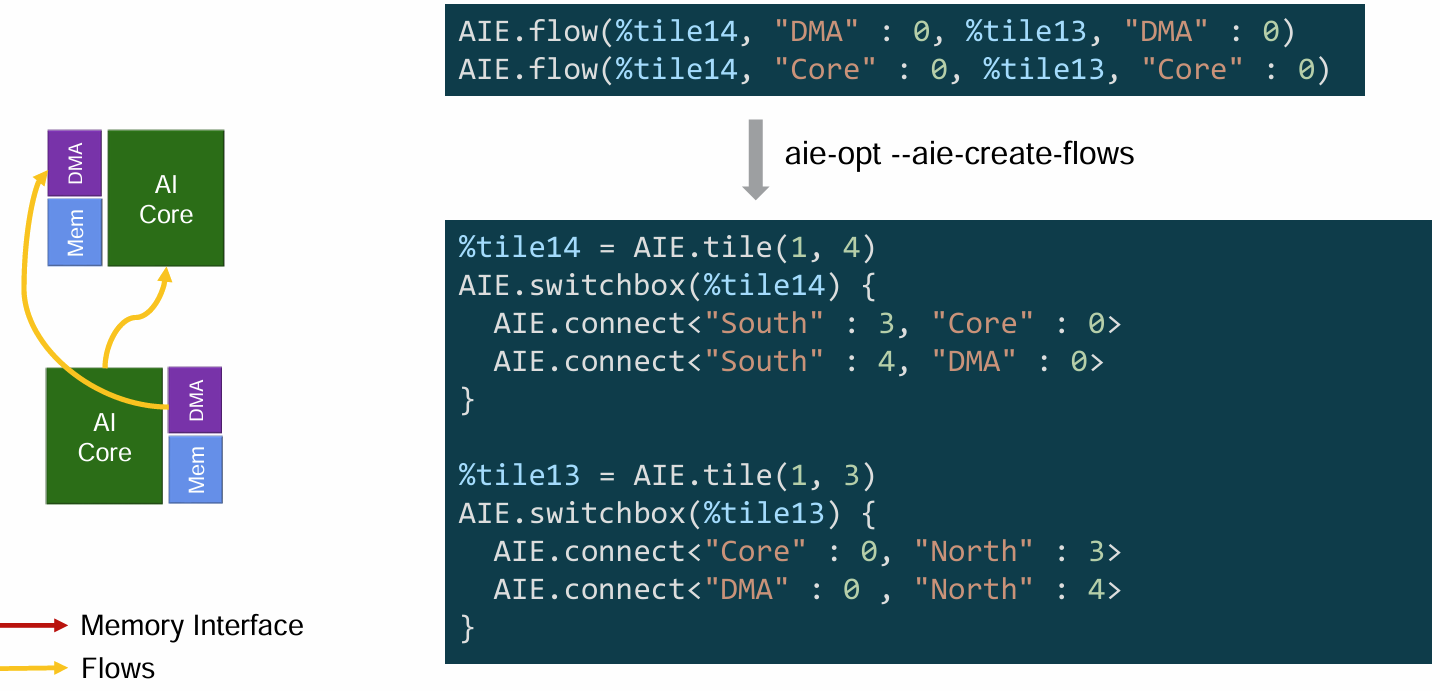 AIE.flow(%tile14, "DMA" : 0, %tile13, "DMA" : 0)
AIE.flow(%tile14, "Core" : 0, %tile13, "Core" : 0)
aie-opt --aie-create-flows
DMA
Mem
AI
Core
AI
Core
DMA
Mem
%tile14 = AIE.tile(1, 4)
AIE.switchbox(%tile14) {
  AIE.connect<"South" : 3, "Core" : 0>
  AIE.connect<"South" : 4, "DMA" : 0>
}
%tile13 = AIE.tile(1, 3)
AIE.switchbox(%tile13) {
  AIE.connect<"Core" : 0, "North" : 3>
  AIE.connect<"DMA" : 0 , "North" : 4>
}
Memory Interface
Flows